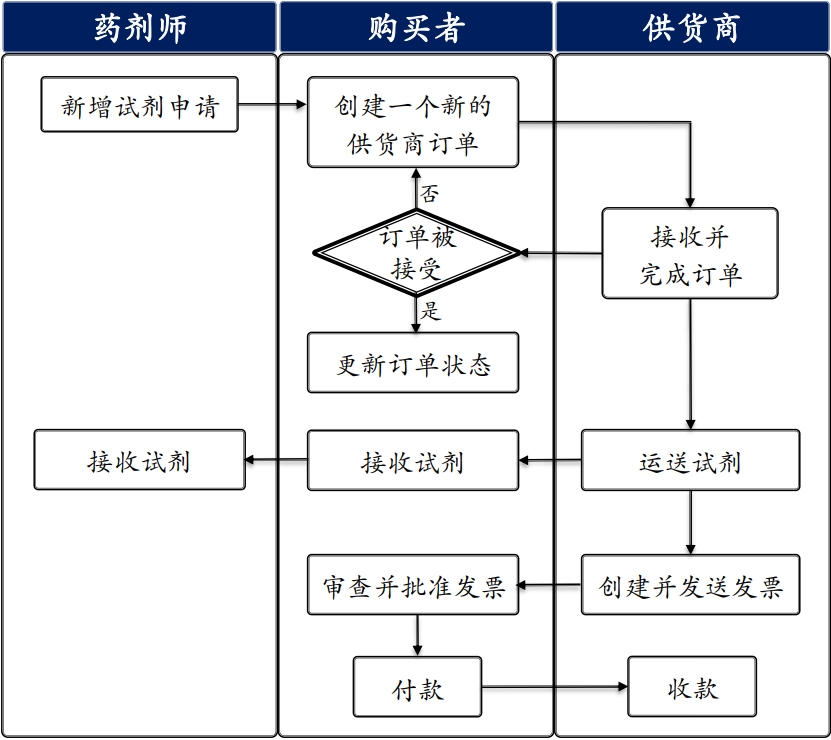 药剂师
购买者
供货商
新增试剂申请
创建一个新的
供货商订单
否
订单被
接受
接收并
完成订单
是
更新订单状态
接收试剂
接收试剂
运送试剂
审查并批准发票
创建并发送发票
付款
收款